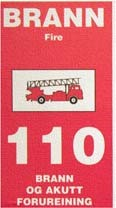 BRANN
Fire
110
BRANN
OG AKUTT
FORUREINING